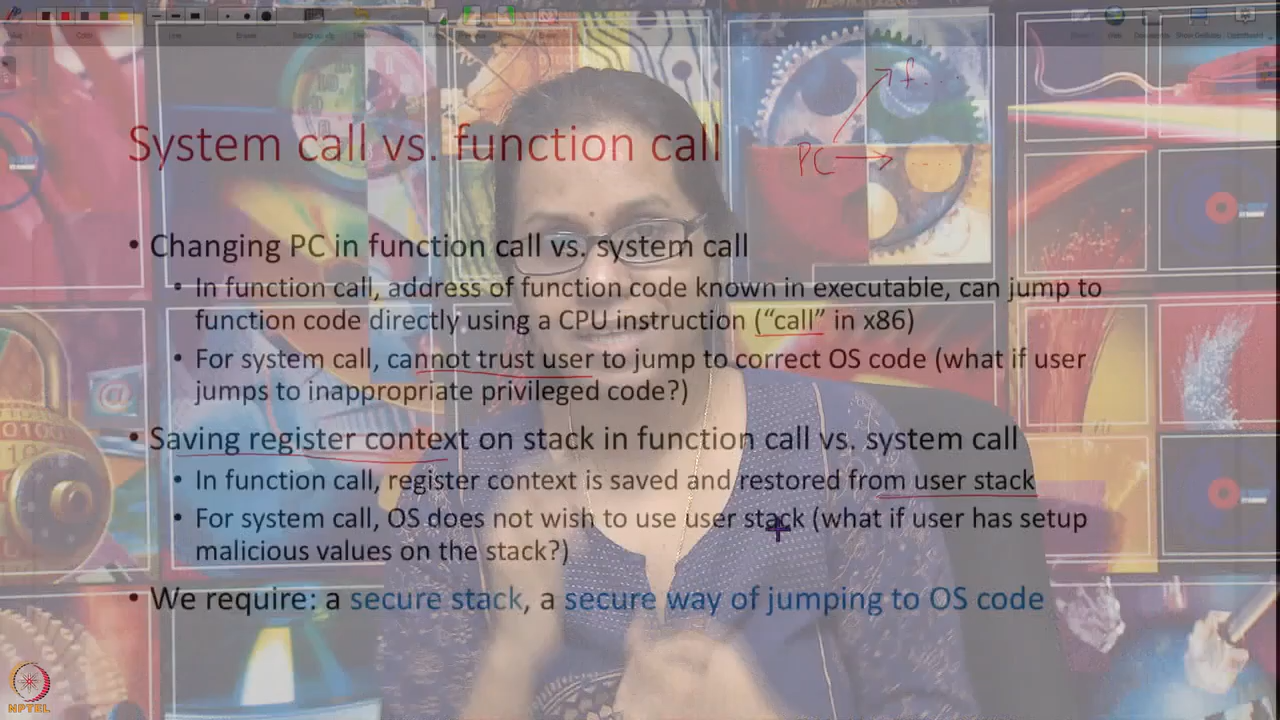 System call vs. function call
f...
PC → ....
• Changing PC in function call vs. system call
• In function call, address of function code known in executable, can jump to
function code directly using a CPU instruction (“call” in x86)
• For system call, cannot trust user to jump to correct OS code (what if user
jumps to inappropriate privileged code?)
• Saving register context on stack in function call vs. system call
• In function call, register context is saved and restored from user stack
• For system call, OS does not wish to use user stack (what if user has setup
malicious values on the stack?)
• We require: a secure stack, a secure way of jumping to OS code
NPTEL